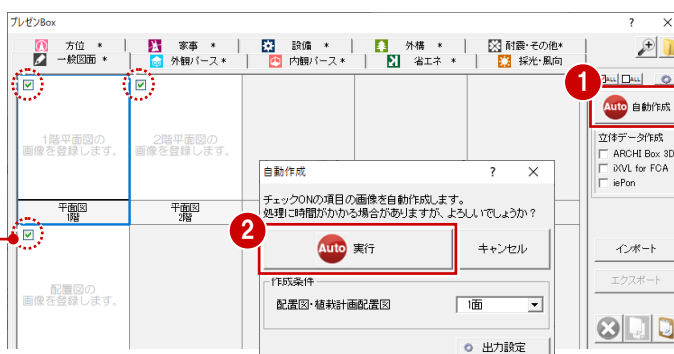 プレゼンBox
? ×
方位 *
家事 *
設備 *
外構 *
耐震・その他*
一般図面 *
外観パース *
内観パース *
省エネ *
採光・風向
ALL ALL
1
Auto 自動作成
1階平面図の
画像を登録します。
2階平面図の
画像を登録します。
立体データ作成
ARCHI Box 3D
iXVL for FCA
iePon
平面図
1階
平面図
2階
自動作成 ? ×
チェックONの項目の画像を自動作成します。
処理に時間がかかる場合がありますが、よろしいでしょうか?
2
Auto 実行
キャンセル
配置図の
画像を登録します。
作成条件
配置図・植栽計画配置図
1面
出力設定
インポート
エクスポート